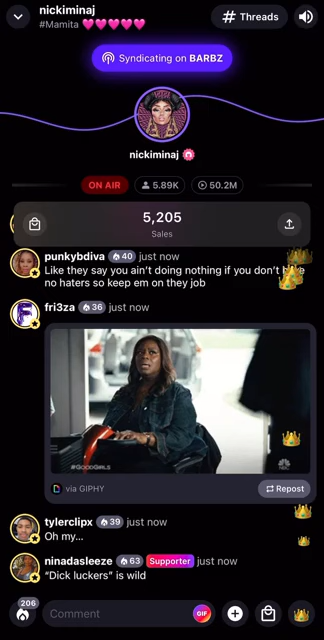 nickiminaj
#Mamita 💖💖💖💖💖
# Threads
Syndicating on BARBZ
nickiminaj
ON AIR
5.89K
50.2M
5,205
Sales
punkybdiva 40 just now
Like they say you ain't doing nothing if you don't have
no haters so keep em on they job
fri3za 36 just now
#GOODGIRLS
NBC
via GIPHY
Repost
tylerclipx 39 just now
Oh my...
ninadasleeze 63 Supporter just now
“Dick luckers” is wild
206
Comment
GIF